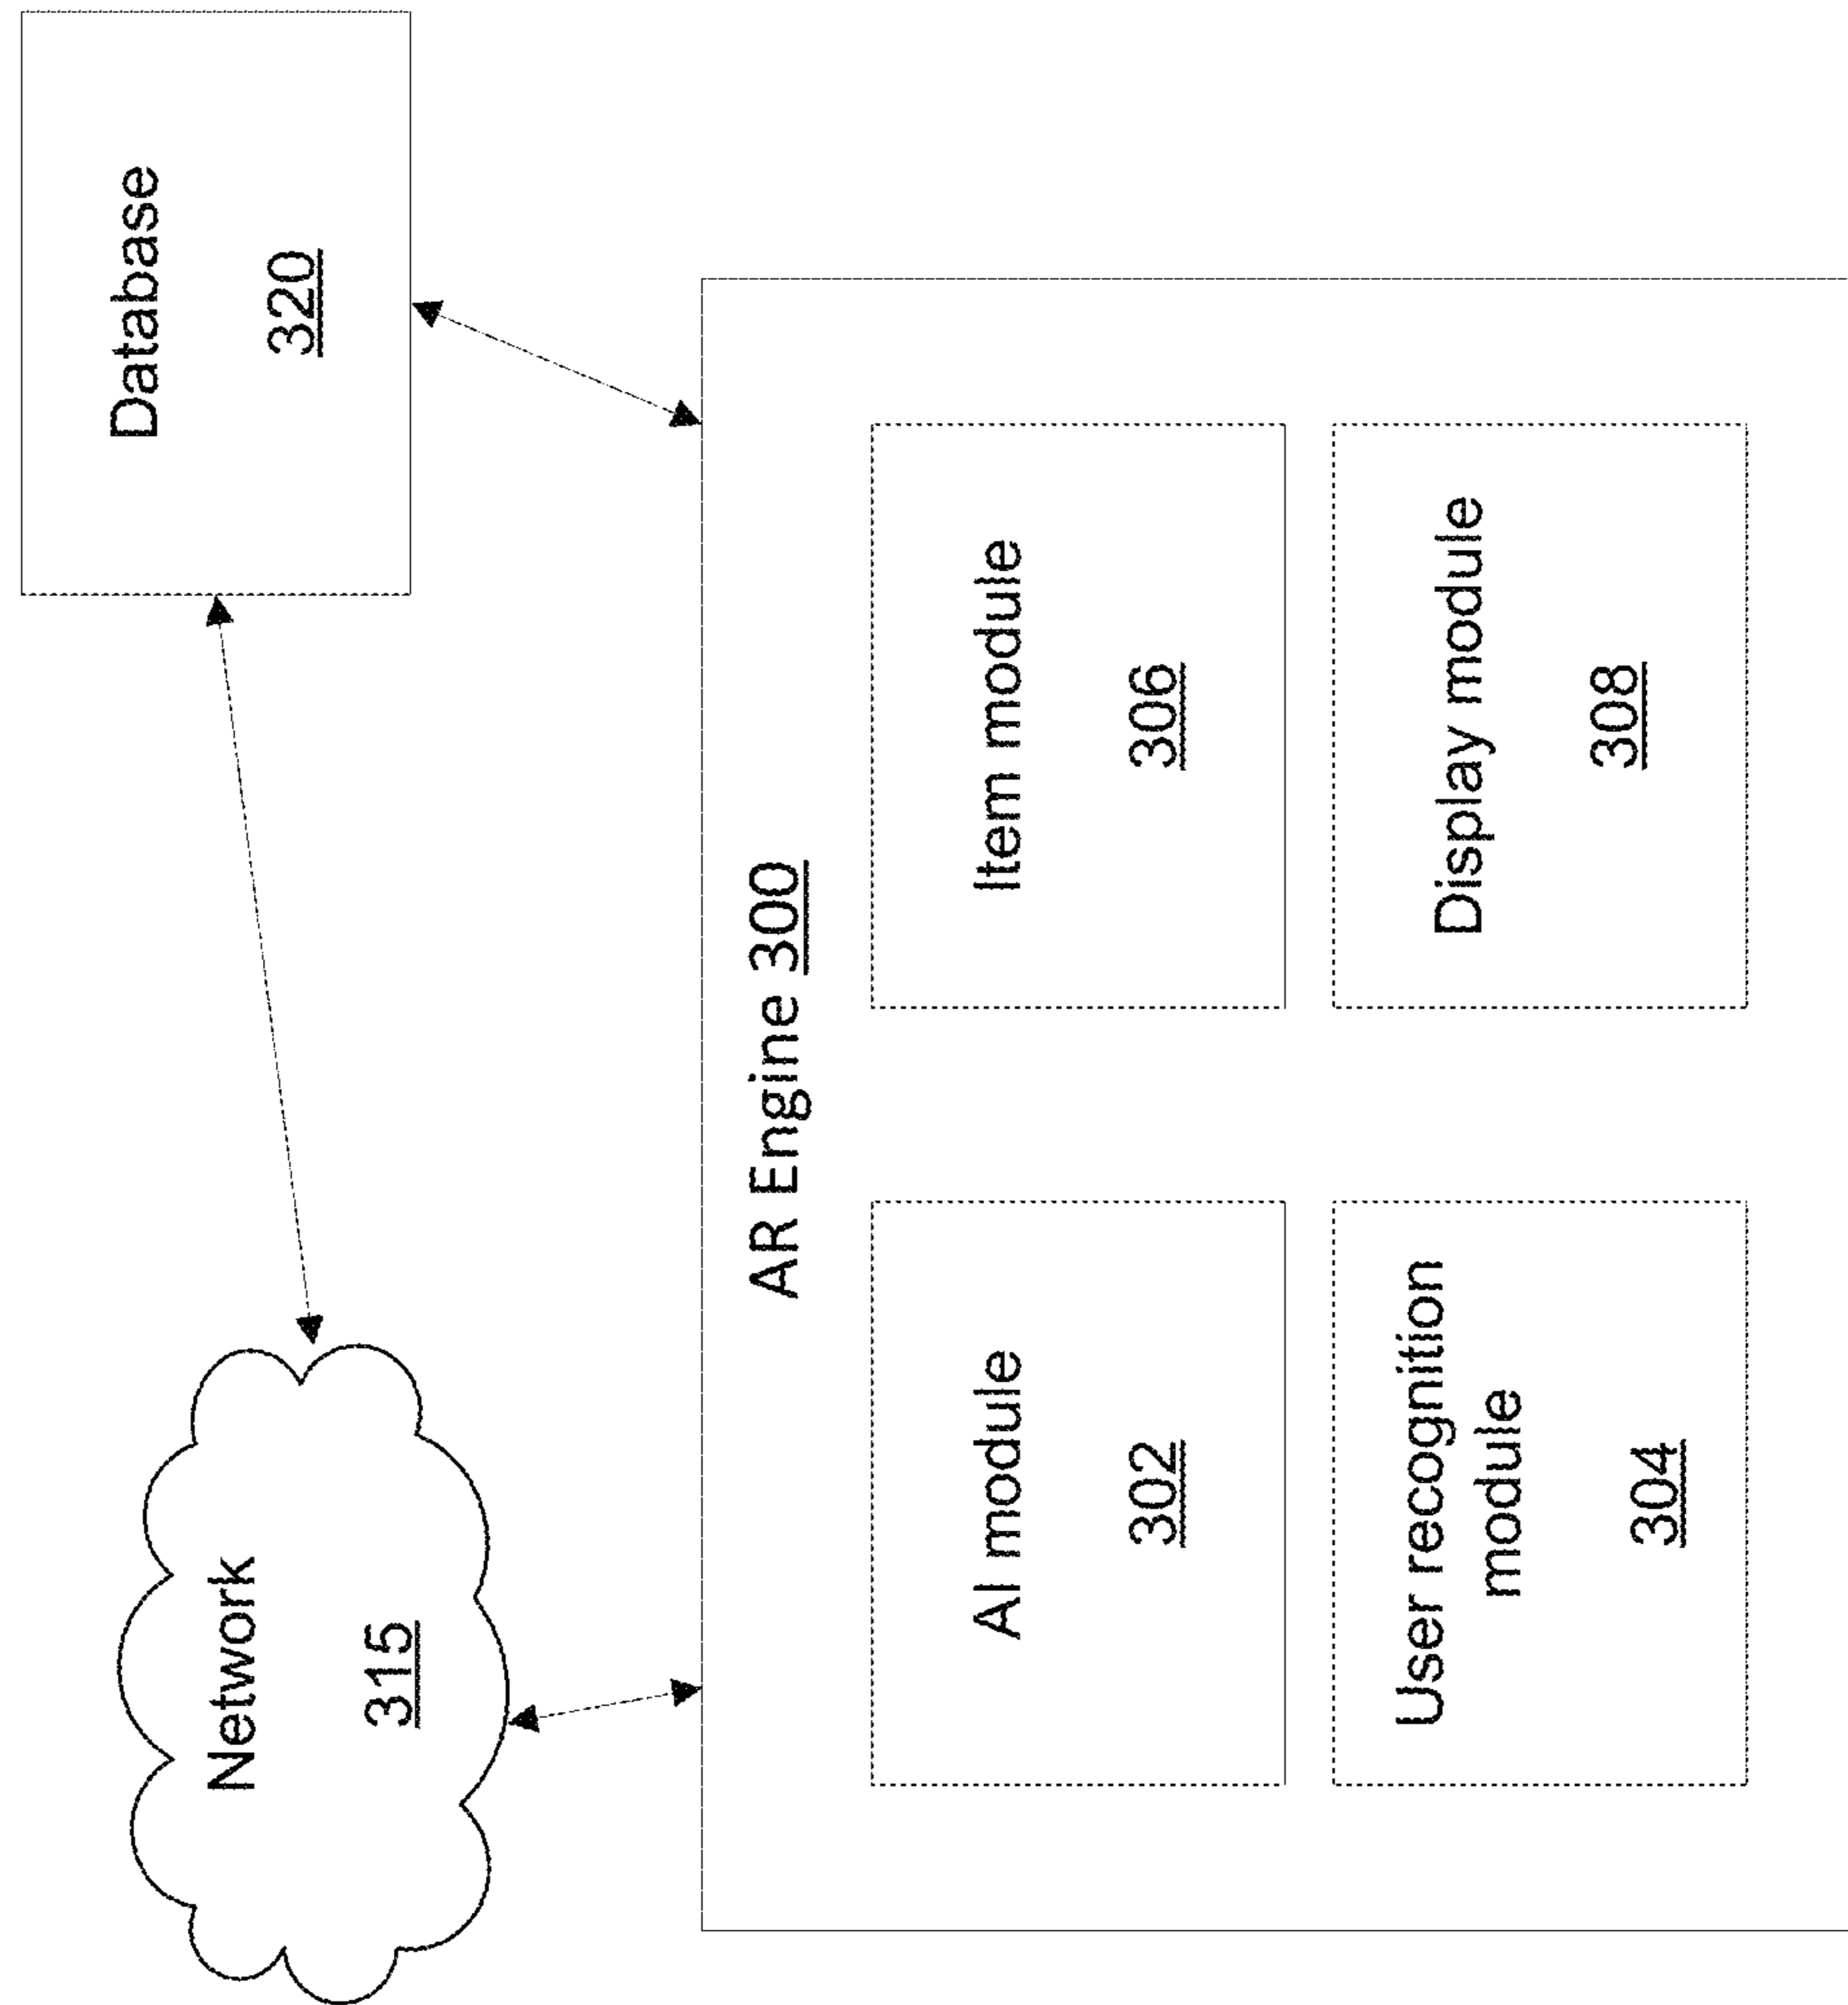 Network
315
Database
320
AR Engine 300
AI module
302
Item module
306
User recognition
module
304
Display module
308